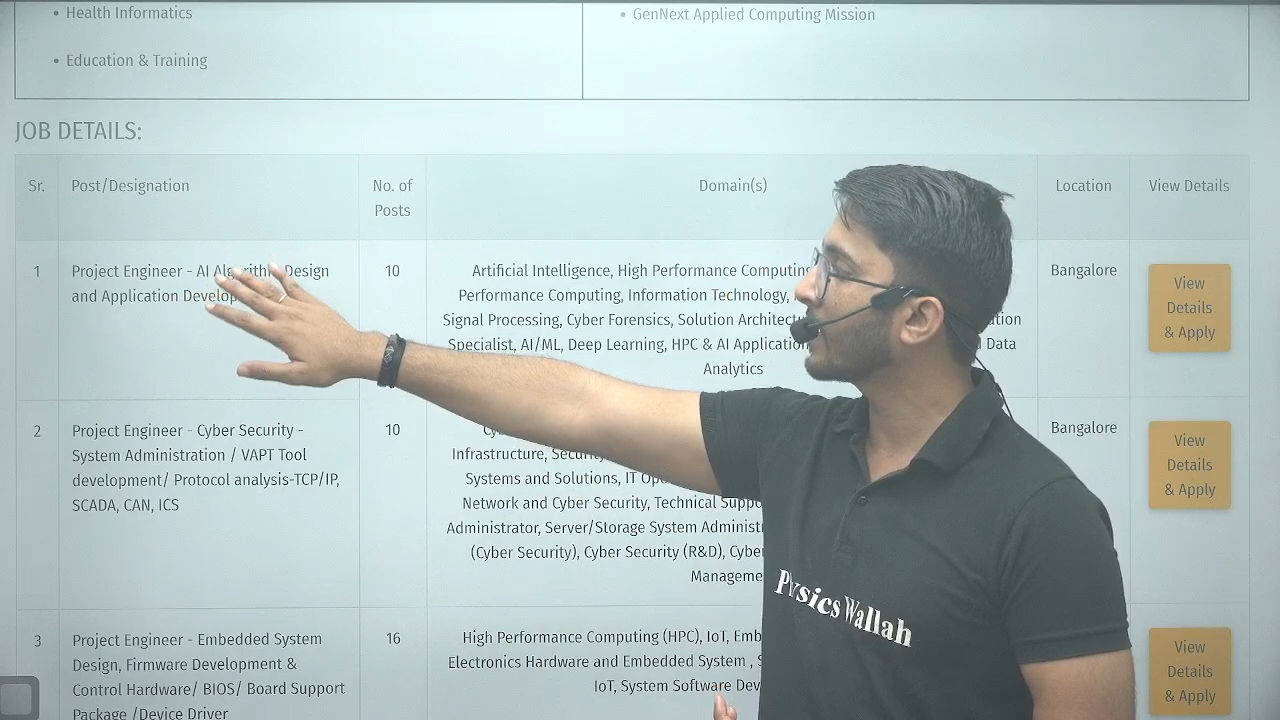 • Health Informatics
• GenNext Applied Computing Mission
• Education & Training
JOB DETAILS:
Sr.
Post/Designation
No. of
Posts
Domain(s)
Location
View Details
1
Project Engineer - AI Algorithm Design
and Application
10
Artificial Intelligence, High Performance Computing
Performance Computing, Information Technology,
Signal Processing, Cyber Forensics, Solution
Specialist, AI/ML, Deep Learning, HPC & AI Application
Data
Analytics
Bangalore
View
Details
& Apply
2
Project Engineer - Cyber Security -
System Administration / VAPT Tool
development/ Protocol analysis-TCP/IP,
SCADA, CAN, ICS
10
Infrastructure,
Systems and Solutions, IT
Network and Cyber Security, Technical
Administrator, Server/Storage System
(Cyber Security), Cyber Security (R&D),
Bangalore
View
Details
& Apply
3
Project Engineer - Embedded System
Design, Firmware Development &
Control Hardware/ BIOS/ Board Support
Package /Device Driver
16
High Performance Computing (HPC), IoT,
Electronics Hardware and Embedded System ,
IoT, System Software
View
Details
& Apply
Physics Wallah